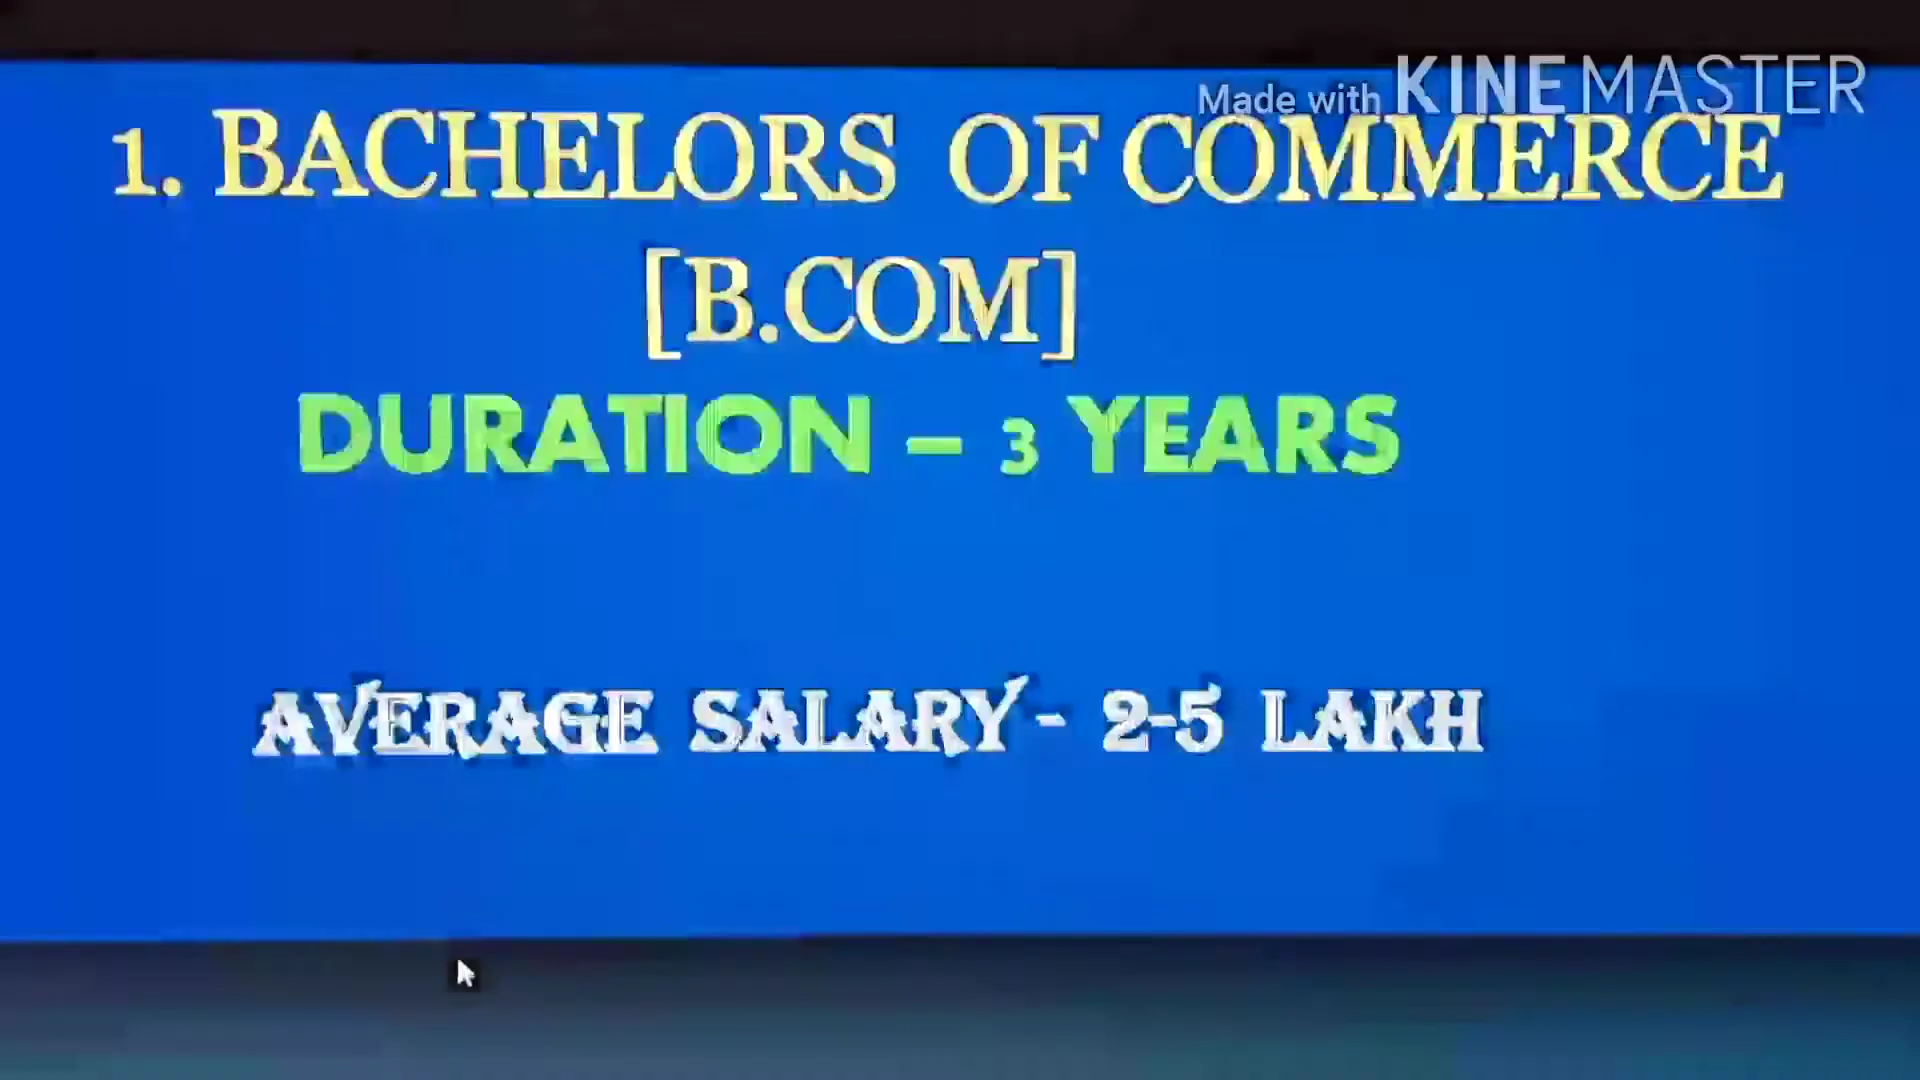 Made with KINEMASTER
1. BACHELORS OF COMMERCE
[B.COM]
DURATION – 3 YEARS
AVERAGE SALARY - 2-5 LAKH